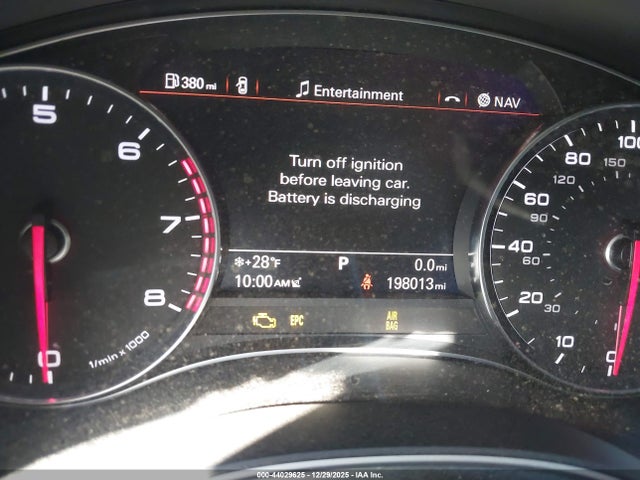 380 mi
Entertainment
NAV
Turn off ignition
before leaving car.
Battery is discharging
+28°F P 0.0 mi
10:00 AM 198013 mi
EPC
AIR
BAG
5
6
7
8
0
1/min x 1000
100
80
150
60
120
90
40
60
20
30
10
0
000-44029625 - 12/29/2025 - IAA Inc.